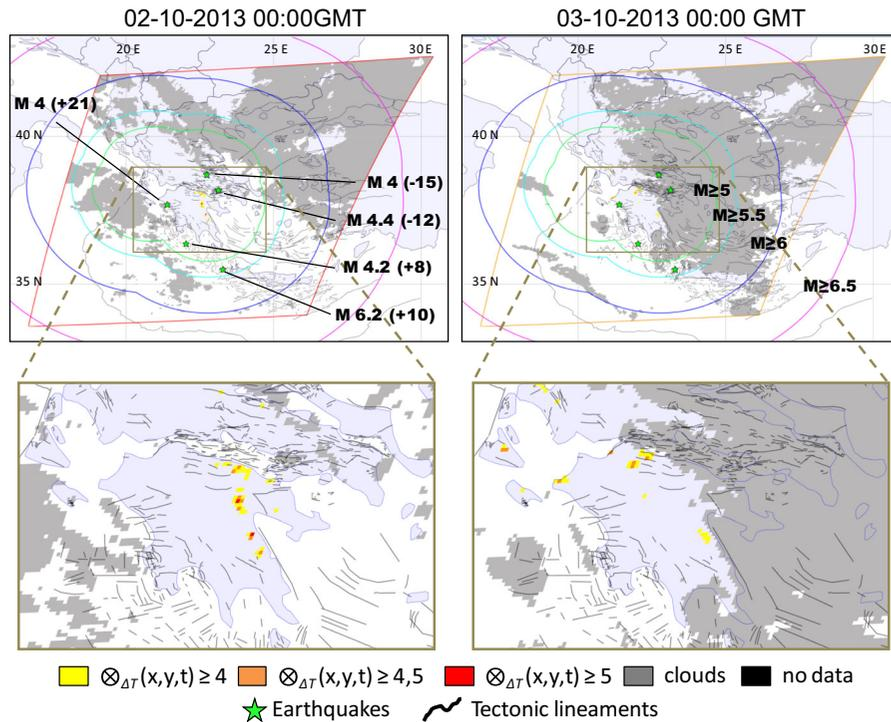 02-10-2013 00:00GMT
03-10-2013 00:00 GMT
20 E 25 E 30 E
20 E 25 E 30 E
M 4 (+21)
40 N
40 N
M 4 (-15)
M 4.4 (-12)
M 4.2 (+8)
M 6.2 (+10)
35 N
35 N
M≥5
M≥5.5
M≥6
M≥6.5
⊗ΔT(x,y,t) ≥ 4 ⊗ΔT(x,y,t) ≥ 4,5 ⊗ΔT(x,y,t) ≥ 5 clouds no data
Earthquakes Tectonic lineaments